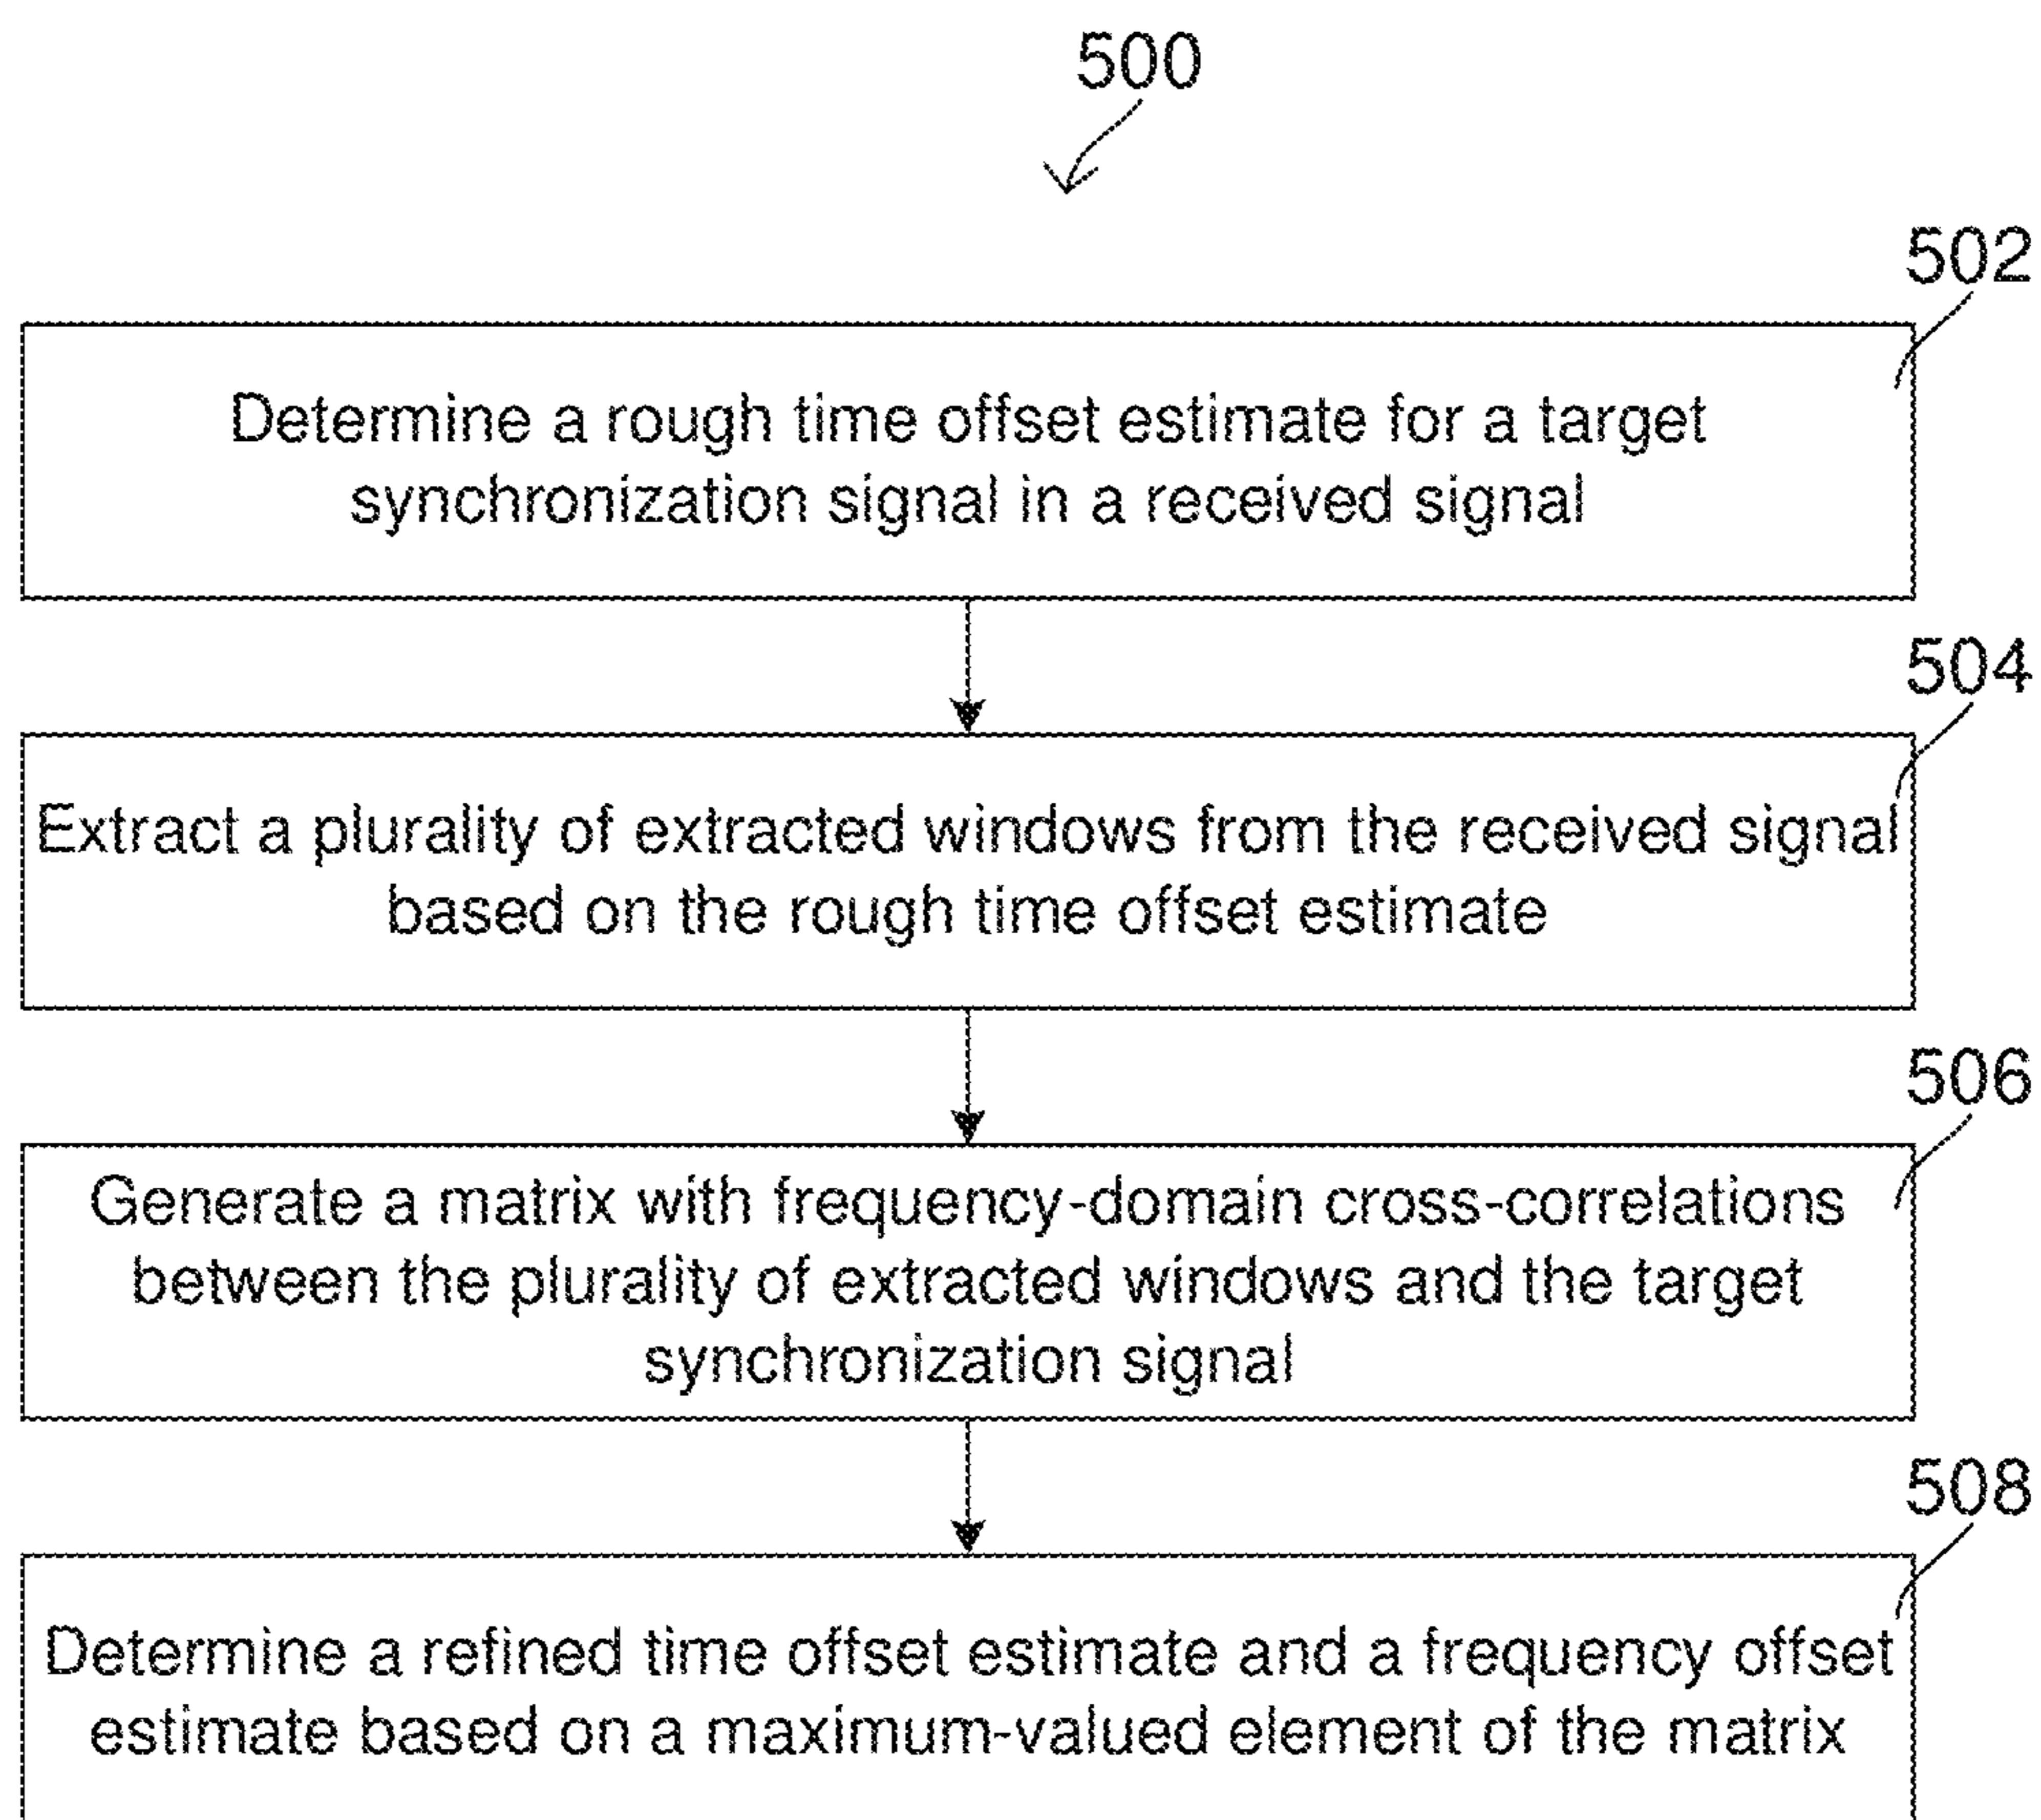 500
502
Determine a rough time offset estimate for a target
synchronization signal in a received signal
504
Extract a plurality of extracted windows from the received signal
based on the rough time offset estimate
506
Generate a matrix with frequency-domain cross-correlations
between the plurality of extracted windows and the target
synchronization signal
508
Determine a refined time offset estimate and a frequency offset
estimate based on a maximum-valued element of the matrix